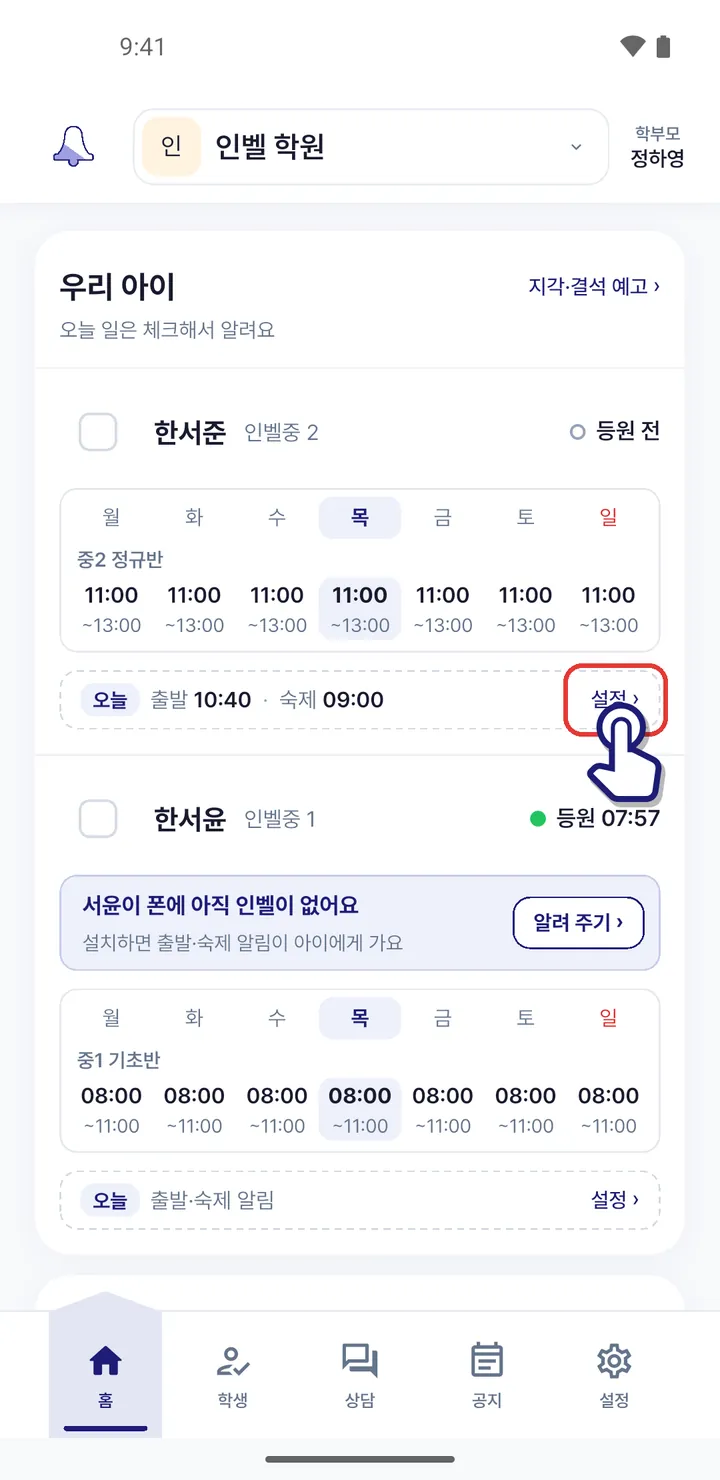 9:41
인 인벨 학원
학부모
정하영
우리 아이
지각·결석 예고 ›
오늘 일은 체크해서 알려요
한서준 인벨중 2
등원 전
월 화 수 목 금 토 일
중2 정규반
11:00 11:00 11:00 11:00 11:00 11:00 11:00
~13:00 ~13:00 ~13:00 ~13:00 ~13:00 ~13:00 ~13:00
오늘 출발 10:40 · 숙제 09:00
설정 ›
한서윤 인벨중 1
등원 07:57
서윤이 폰에 아직 인벨이 없어요
설치하면 출발·숙제 알림이 아이에게 가요
알려 주기 ›
월 화 수 목 금 토 일
중1 기초반
08:00 08:00 08:00 08:00 08:00 08:00 08:00
~11:00 ~11:00 ~11:00 ~11:00 ~11:00 ~11:00 ~11:00
오늘 출발·숙제 알림
설정 ›
홈 학생 상담 공지 설정